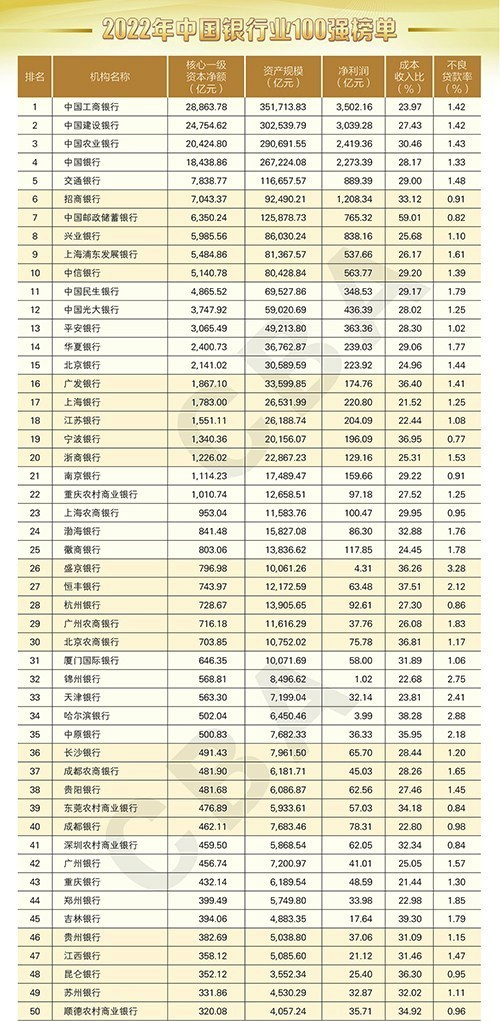 2022年中国银行业100强榜单
排名 机构名称 核心一级资本净额（亿元） 资产规模（亿元） 净利润（亿元） 成本收入比（%） 不良贷款率（%）
1 中国工商银行 28,863.78 351,713.83 3,502.16 23.97 1.42
2 中国建设银行 24,754.62 302,539.79 3,039.28 27.43 1.42
3 中国农业银行 20,424.80 290,691.55 2,419.36 30.46 1.43
4 中国银行 18,438.86 267,224.08 2,273.39 28.17 1.33
5 交通银行 7,838.77 116,657.57 889.39 29.00 1.48
6 招商银行 7,043.37 92,490.21 1,208.34 33.12 0.91
7 中国邮政储蓄银行 6,350.24 125,878.73 765.32 59.01 0.82
8 兴业银行 5,985.56 86,030.24 838.16 25.68 1.10
9 上海浦东发展银行 5,484.86 81,367.57 537.66 26.17 1.61
10 中信银行 5,140.78 80,428.84 563.77 29.20 1.39
11 中国民生银行 4,865.52 69,527.86 348.53 29.17 1.79
12 中国光大银行 3,747.92 59,020.69 436.39 28.02 1.25
13 平安银行 3,065.49 49,213.80 363.36 28.30 1.02
14 华夏银行 2,400.73 36,762.87 239.03 29.06 1.77
15 北京银行 2,141.02 30,589.59 223.92 24.96 1.44
16 广发银行 1,867.10 33,599.85 174.76 36.40 1.41
17 上海银行 1,783.00 26,531.99 220.80 21.52 1.25
18 江苏银行 1,551.11 26,188.74 204.09 22.44 1.08
19 宁波银行 1,340.36 20,156.07 196.09 36.95 0.77
20 浙商银行 1,226.02 22,867.23 129.16 25.31 1.53
21 南京银行 1,114.23 17,489.47 159.66 29.22 0.91
22 重庆农村商业银行 1,010.74 12,658.51 97.18 27.52 1.25
23 上海农商银行 953.04 11,583.76 100.47 29.95 0.95
24 渤海银行 841.48 15,827.08 86.30 32.88 1.76
25 徽商银行 803.06 13,836.62 117.85 24.45 1.78
26 盛京银行 796.98 10,061.26 4.31 36.26 3.28
27 恒丰银行 743.97 12,172.59 63.48 37.51 2.12
28 杭州银行 728.67 13,905.65 92.61 27.30 0.86
29 广州农商银行 716.18 11,616.29 37.76 26.08 1.83
30 北京农商银行 703.85 10,752.02 75.78 36.81 1.17
31 厦门国际银行 646.35 10,071.69 58.00 31.89 1.06
32 锦州银行 568.81 8,496.62 1.02 22.68 2.75
33 天津银行 563.30 7,199.04 32.14 23.81 2.41
34 哈尔滨银行 502.04 6,450.46 3.99 38.28 2.88
35 中原银行 500.83 7,682.33 36.33 35.95 2.18
36 长沙银行 491.43 7,961.50 65.70 28.44 1.20
37 成都农商银行 481.90 6,181.71 45.03 28.26 1.65
38 贵阳银行 481.68 6,086.87 62.56 27.46 1.45
39 东莞农村商业银行 476.89 5,933.61 57.03 34.18 0.84
40 成都银行 462.11 7,683.46 78.31 22.80 0.98
41 深圳农村商业银行 459.50 5,868.54 62.05 32.34 0.84
42 广州银行 456.74 7,200.97 41.01 25.05 1.57
43 重庆银行 432.14 6,189.54 48.59 21.44 1.30
44 郑州银行 399.49 5,749.80 33.98 22.98 1.85
45 吉林银行 394.06 4,883.35 17.64 39.30 1.79
46 贵州银行 382.69 5,038.80 37.06 31.09 1.15
47 江西银行 358.12 5,085.60 21.12 31.46 1.47
48 昆仑银行 352.12 3,552.34 25.40 36.30 0.95
49 苏州银行 331.86 4,530.29 32.87 32.02 1.11
50 顺德农村商业银行 320.08 4,057.24 35.71 34.92 0.96
CBA
CBA